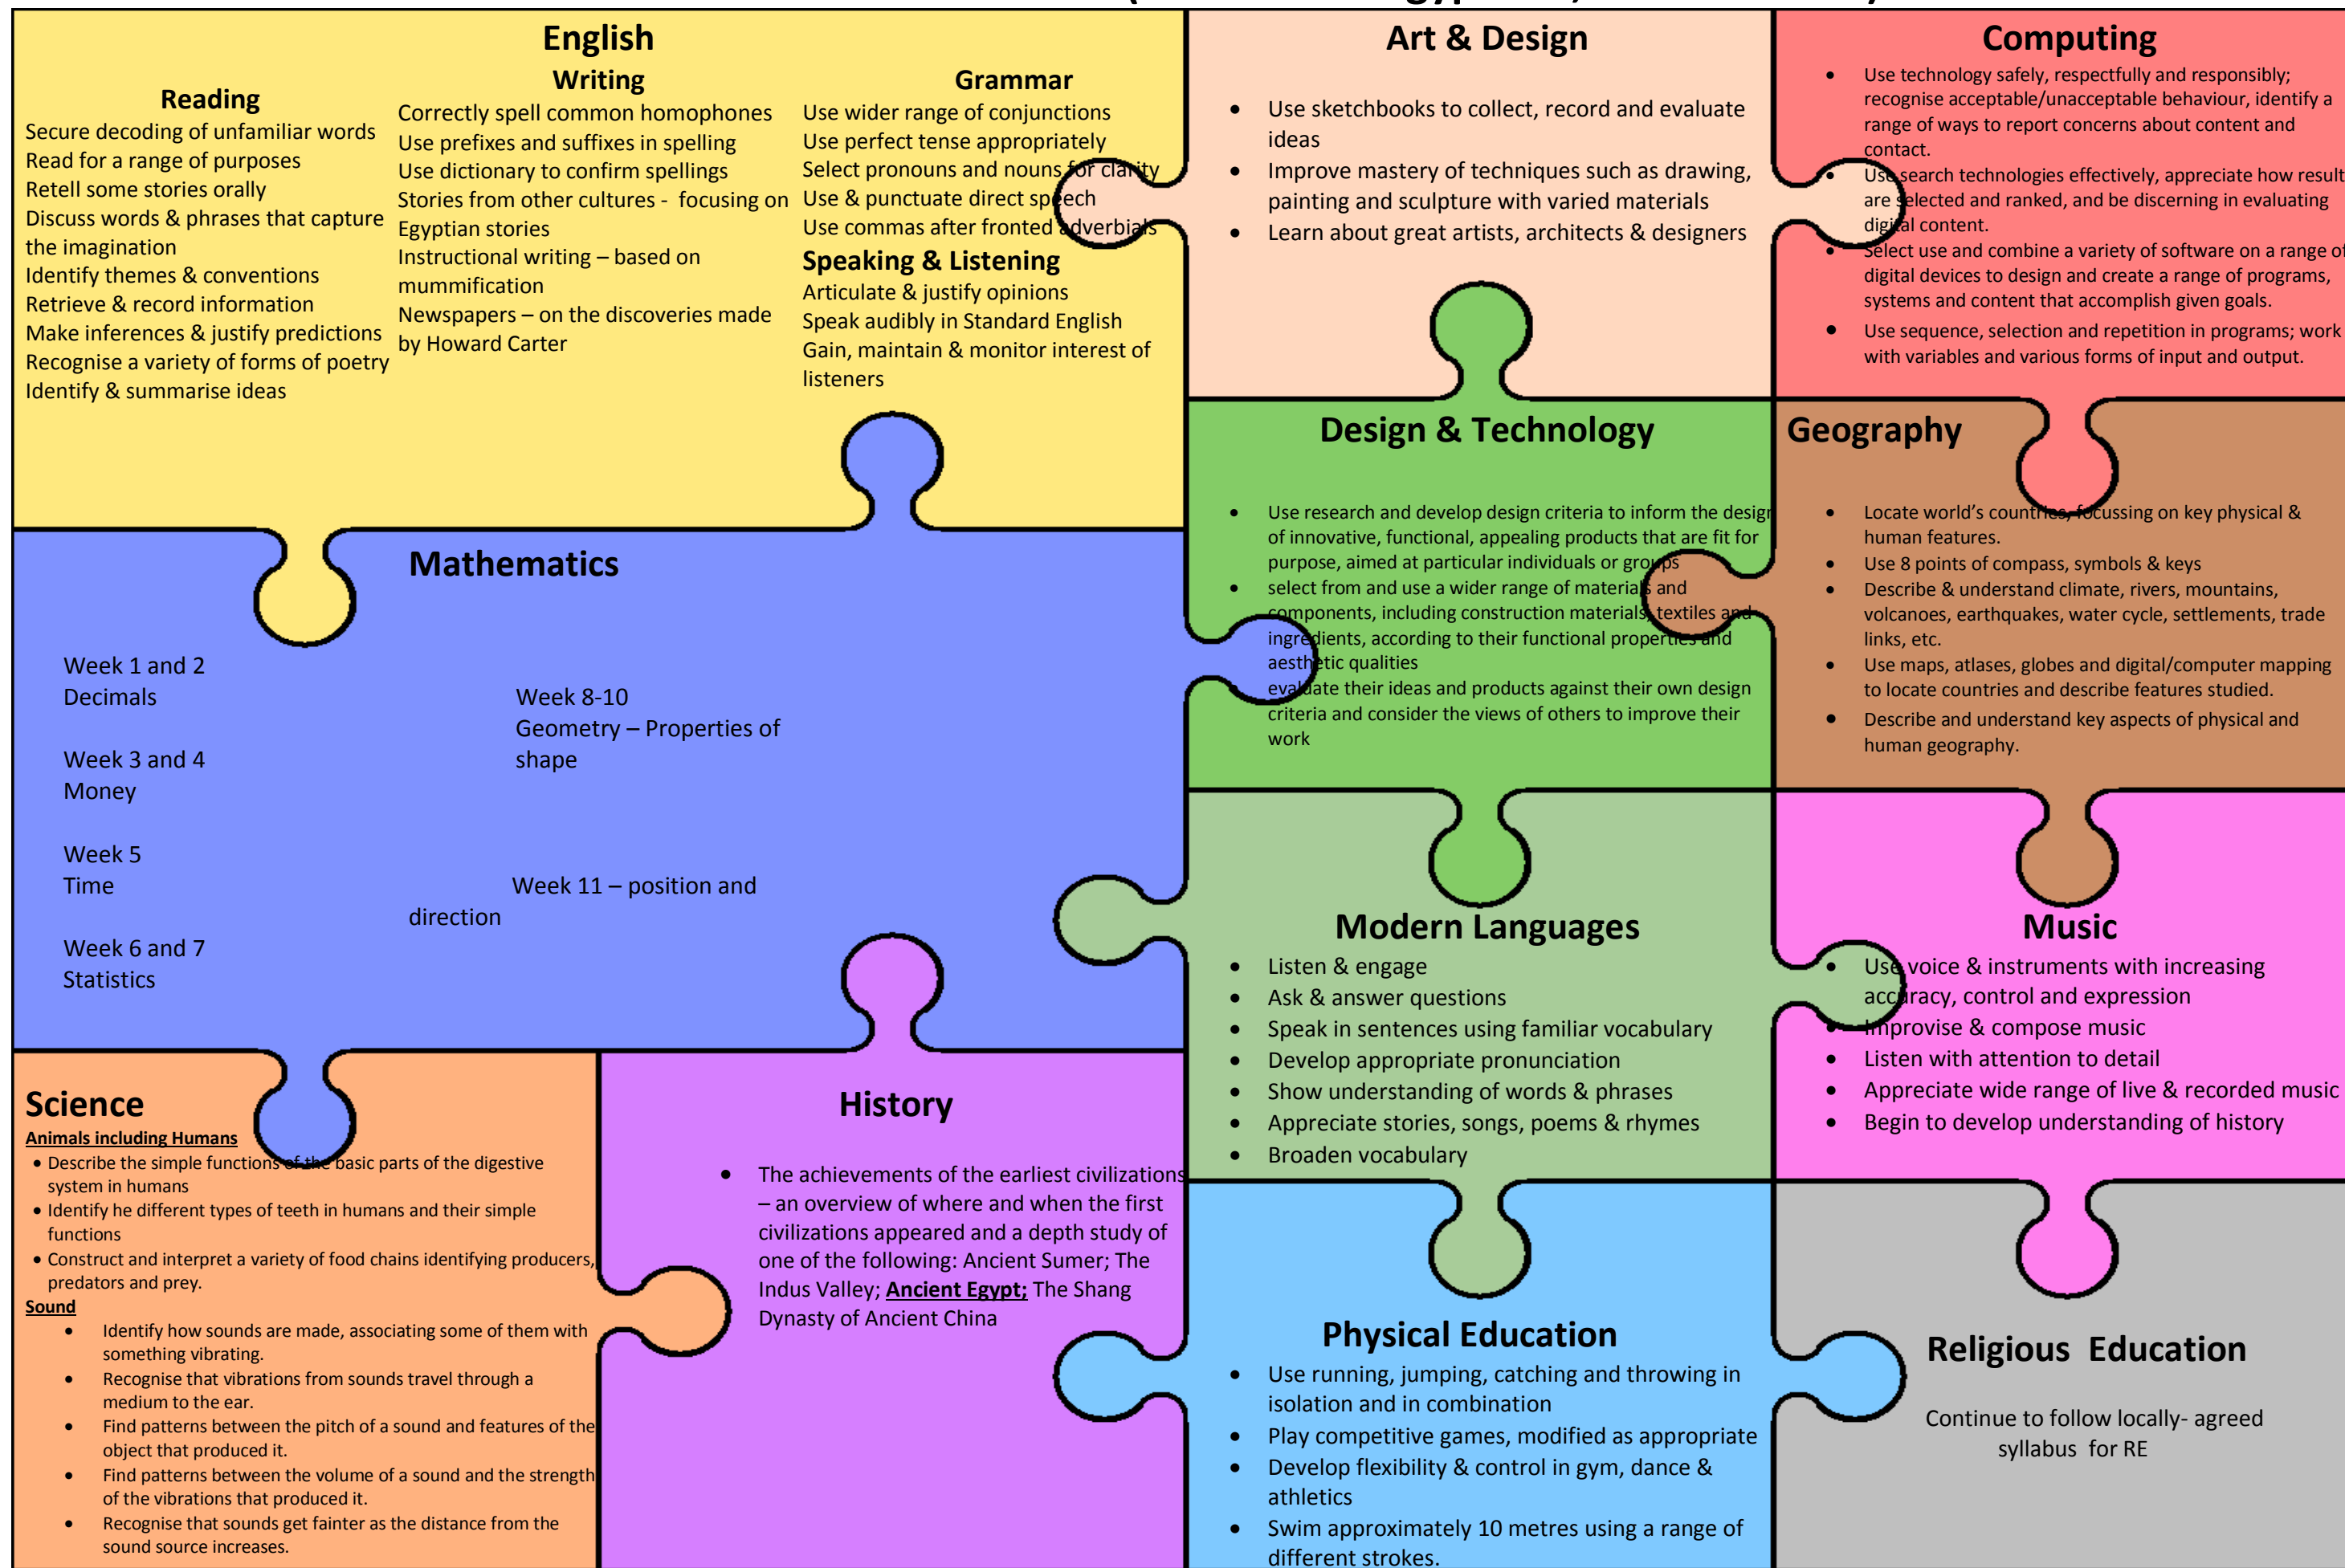 English
Reading
Secure decoding of unfamiliar words
Read for a range of purposes
Retell some stories orally
Discuss words & phrases that capture
the imagination
Identify themes & conventions
Retrieve & record information
Make inferences & justify predictions
Recognise a variety of forms of poetry
Identify & summarise ideas
Writing
Correctly spell common homophones
Use prefixes and suffixes in spelling
Use dictionary to confirm spellings
Stories from other cultures - focusing on
Egyptian stories
Instructional writing – based on
mummification
Newspapers – on the discoveries made
by Howard Carter
Grammar
Use wider range of conjunctions
Use perfect tense appropriately
Select pronouns and nouns for clarity
Use & punctuate direct speech
Use commas after fronted adverbials
Speaking & Listening
Articulate & justify opinions
Speak audibly in Standard English
Gain, maintain & monitor interest of
listeners
Art & Design
• Use sketchbooks to collect, record and evaluate
ideas
• Improve mastery of techniques such as drawing,
painting and sculpture with varied materials
• Learn about great artists, architects & designers
Computing
• Use technology safely, respectfully and responsibly;
recognise acceptable/unacceptable behaviour, identify a
range of ways to report concerns about content and
contact.
• Use search technologies effectively, appreciate how result
are selected and ranked, and be discerning in evaluating
digital content.
• Select use and combine a variety of software on a range of
digital devices to design and create a range of programs,
systems and content that accomplish given goals.
• Use sequence, selection and repetition in programs; work
with variables and various forms of input and output.
Mathematics
Week 1 and 2
Decimals
Week 3 and 4
Money
Week 5
Time
Week 6 and 7
Statistics
Week 8-10
Geometry – Properties of
shape
Week 11 – position and
direction
Design & Technology
• Use research and develop design criteria to inform the design
of innovative, functional, appealing products that are fit for
purpose, aimed at particular individuals or groups
• select from and use a wider range of materials and
components, including construction materials, textiles and
ingredients, according to their functional properties and
aesthetic qualities
evaluate their ideas and products against their own design
criteria and consider the views of others to improve their
work
Geography
• Locate world's countries, focussing on key physical &
human features.
• Use 8 points of compass, symbols & keys
• Describe & understand climate, rivers, mountains,
volcanoes, earthquakes, water cycle, settlements, trade
links, etc.
• Use maps, atlases, globes and digital/computer mapping
to locate countries and describe features studied.
• Describe and understand key aspects of physical and
human geography.
Modern Languages
• Listen & engage
• Ask & answer questions
• Speak in sentences using familiar vocabulary
• Develop appropriate pronunciation
• Show understanding of words & phrases
• Appreciate stories, songs, poems & rhymes
• Broaden vocabulary
Music
• Use voice & instruments with increasing
accuracy, control and expression
• Improvise & compose music
• Listen with attention to detail
• Appreciate wide range of live & recorded music
• Begin to develop understanding of history
Science
Animals including Humans
• Describe the simple functions of the basic parts of the digestive
system in humans
• Identify he different types of teeth in humans and their simple
functions
• Construct and interpret a variety of food chains identifying producers,
predators and prey.
Sound
• Identify how sounds are made, associating some of them with
something vibrating.
• Recognise that vibrations from sounds travel through a
medium to the ear.
• Find patterns between the pitch of a sound and features of the
object that produced it.
• Find patterns between the volume of a sound and the strength
of the vibrations that produced it.
• Recognise that sounds get fainter as the distance from the
sound source increases.
History
• The achievements of the earliest civilizations
– an overview of where and when the first
civilizations appeared and a depth study of
one of the following: Ancient Sumer; The
Indus Valley; Ancient Egypt; The Shang
Dynasty of Ancient China
Physical Education
• Use running, jumping, catching and throwing in
isolation and in combination
• Play competitive games, modified as appropriate
• Develop flexibility & control in gym, dance &
athletics
• Swim approximately 10 metres using a range of
different strokes.
Religious Education
Continue to follow locally- agreed
syllabus for RE